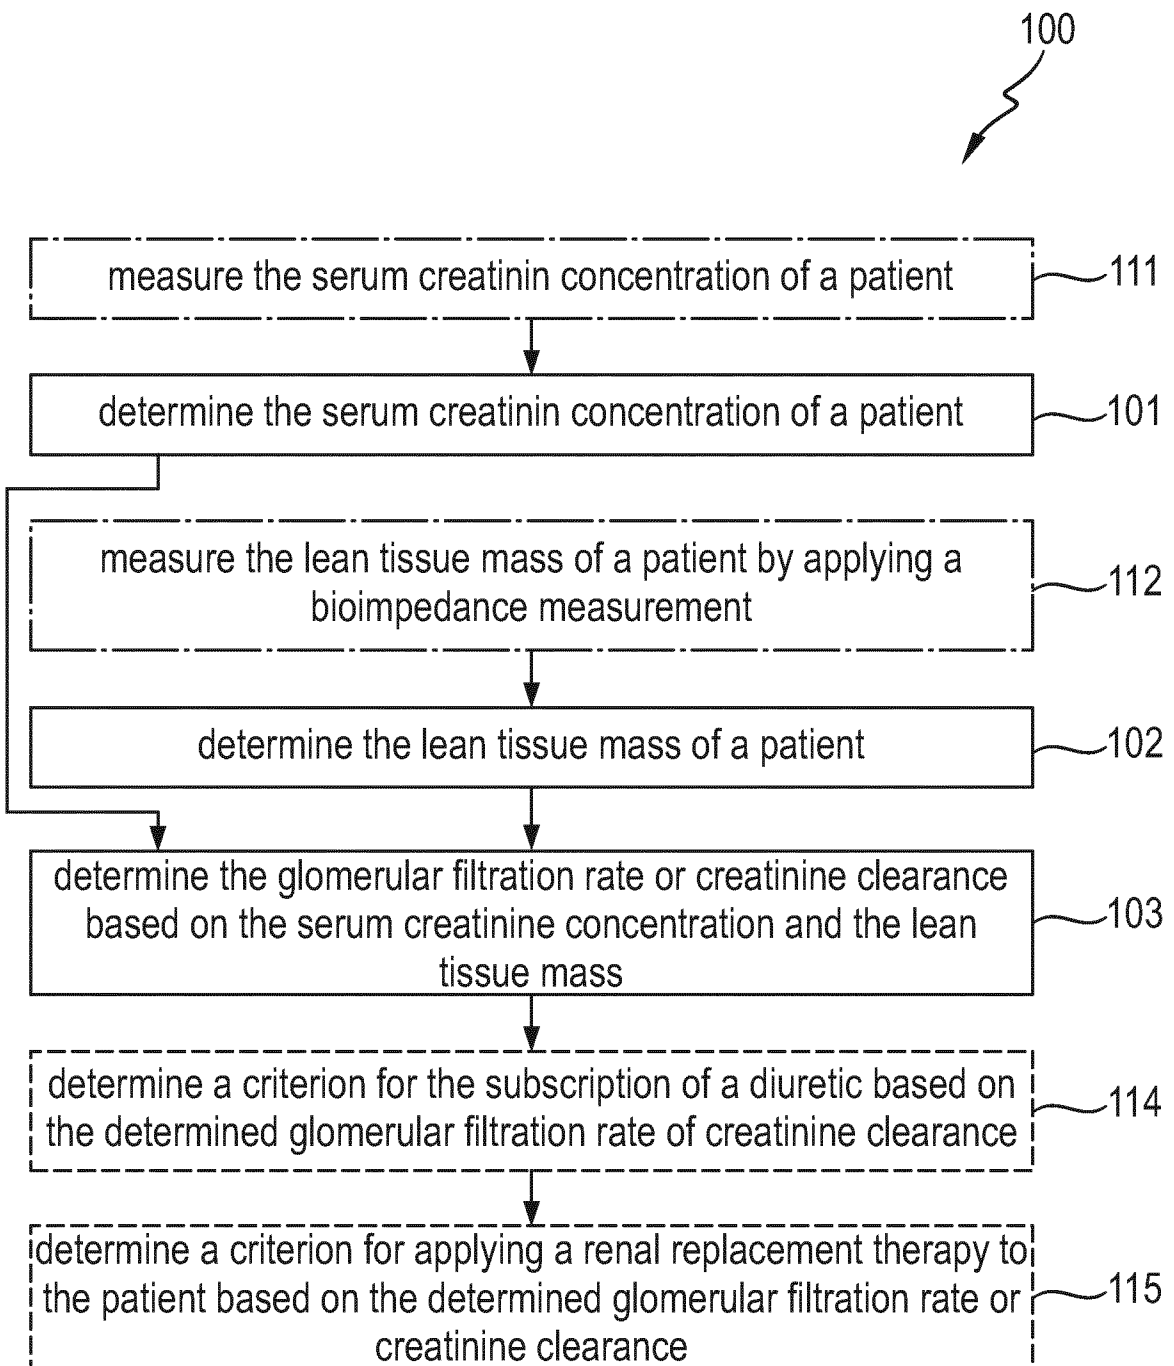 100
measure the serum creatinin concentration of a patient
111
determine the serum creatinin concentration of a patient
101
measure the lean tissue mass of a patient by applying a
bioimpedance measurement
112
determine the lean tissue mass of a patient
102
determine the glomerular filtration rate or creatinine clearance
based on the serum creatinine concentration and the lean
tissue mass
103
determine a criterion for the subscription of a diuretic based on
the determined glomerular filtration rate of creatinine clearance
114
determine a criterion for applying a renal replacement therapy to
the patient based on the determined glomerular filtration rate or
creatinine clearance
115